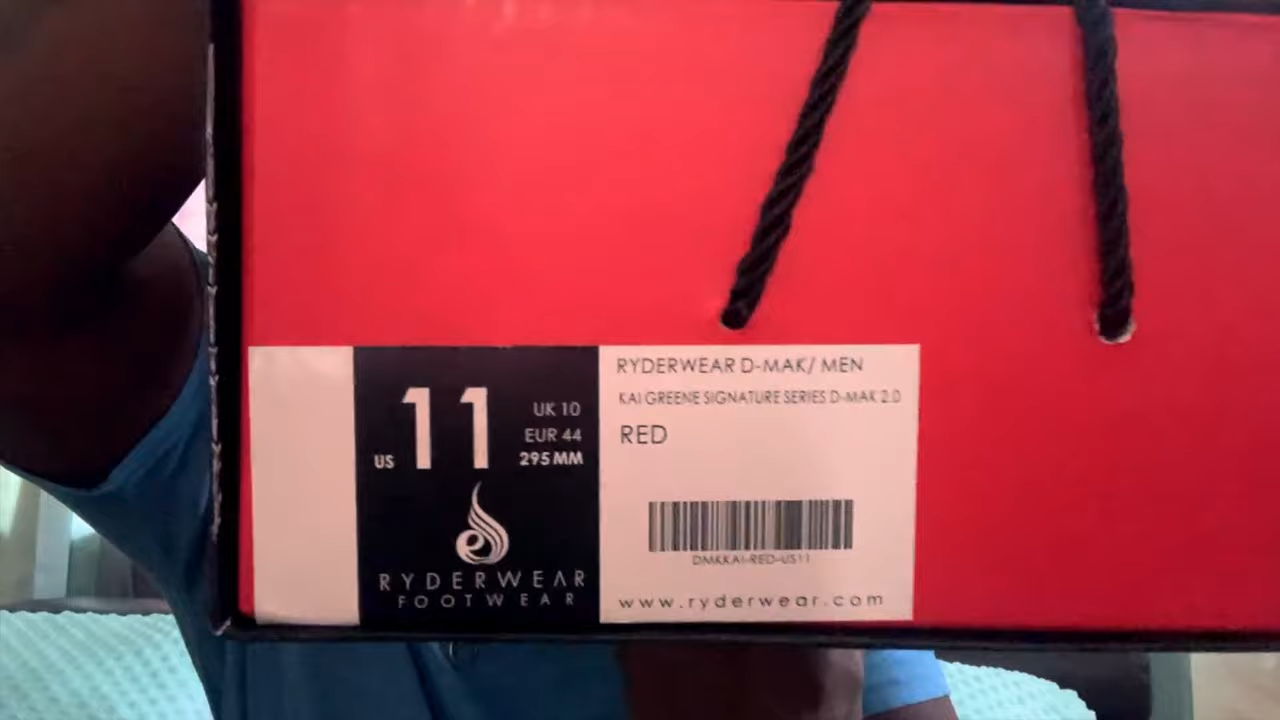 US 11
UK 10
EUR 44
295 MM
RYDERWEAR
FOOTWEAR
RYDERWEAR D-MAK/ MEN
KAI GREENE SIGNATURE SERIES D-MAK 2.0
RED
DMKKAI-RED-US11
www.ryderwear.com